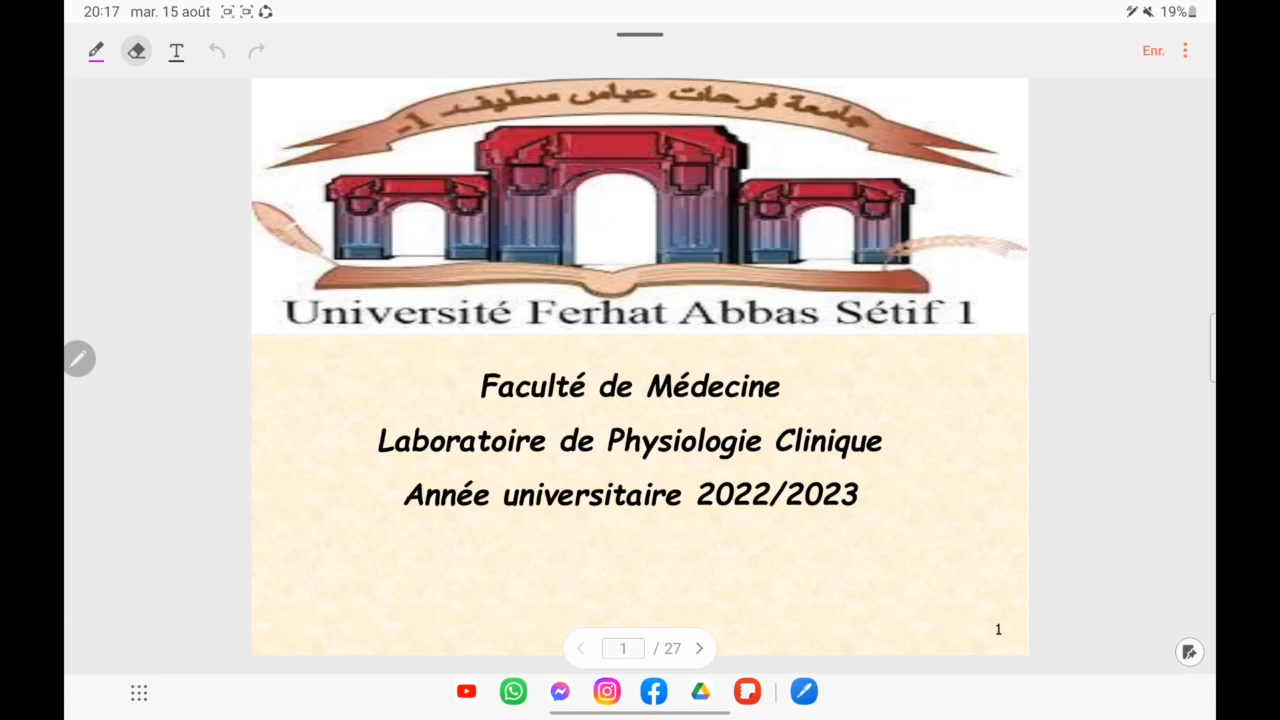 20:17 mar. 15 août
19%
T
Enr.
جامعة فرحات عباس سطيف -1-
Université Ferhat Abbas Sétif 1
Faculté de Médecine
Laboratoire de Physiologie Clinique
Année universitaire 2022/2023
1
1 / 27